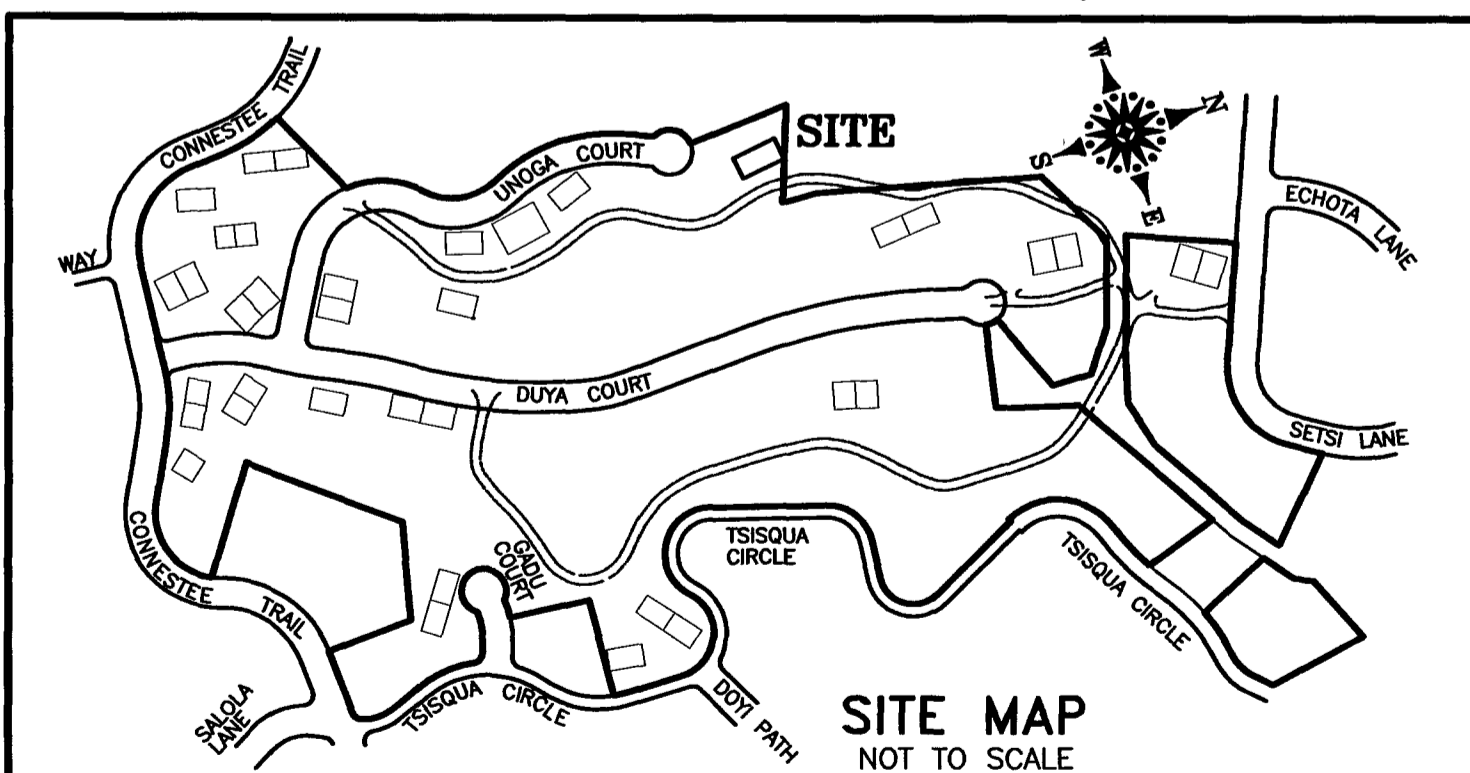 CONNESTEE TRAIL
UNOGA COURT
SITE
W
N
S
E
ECHOTA
LANE
WAY
DUYA COURT
SETSI LANE
CONNESTEE TRAIL
GADU
COURT
TSISQUA
CIRCLE
TSISQUA CIRCLE
SALOLA
LANE
TSISQUA CIRCLE
DOYI PATH
SITE MAP
NOT TO SCALE